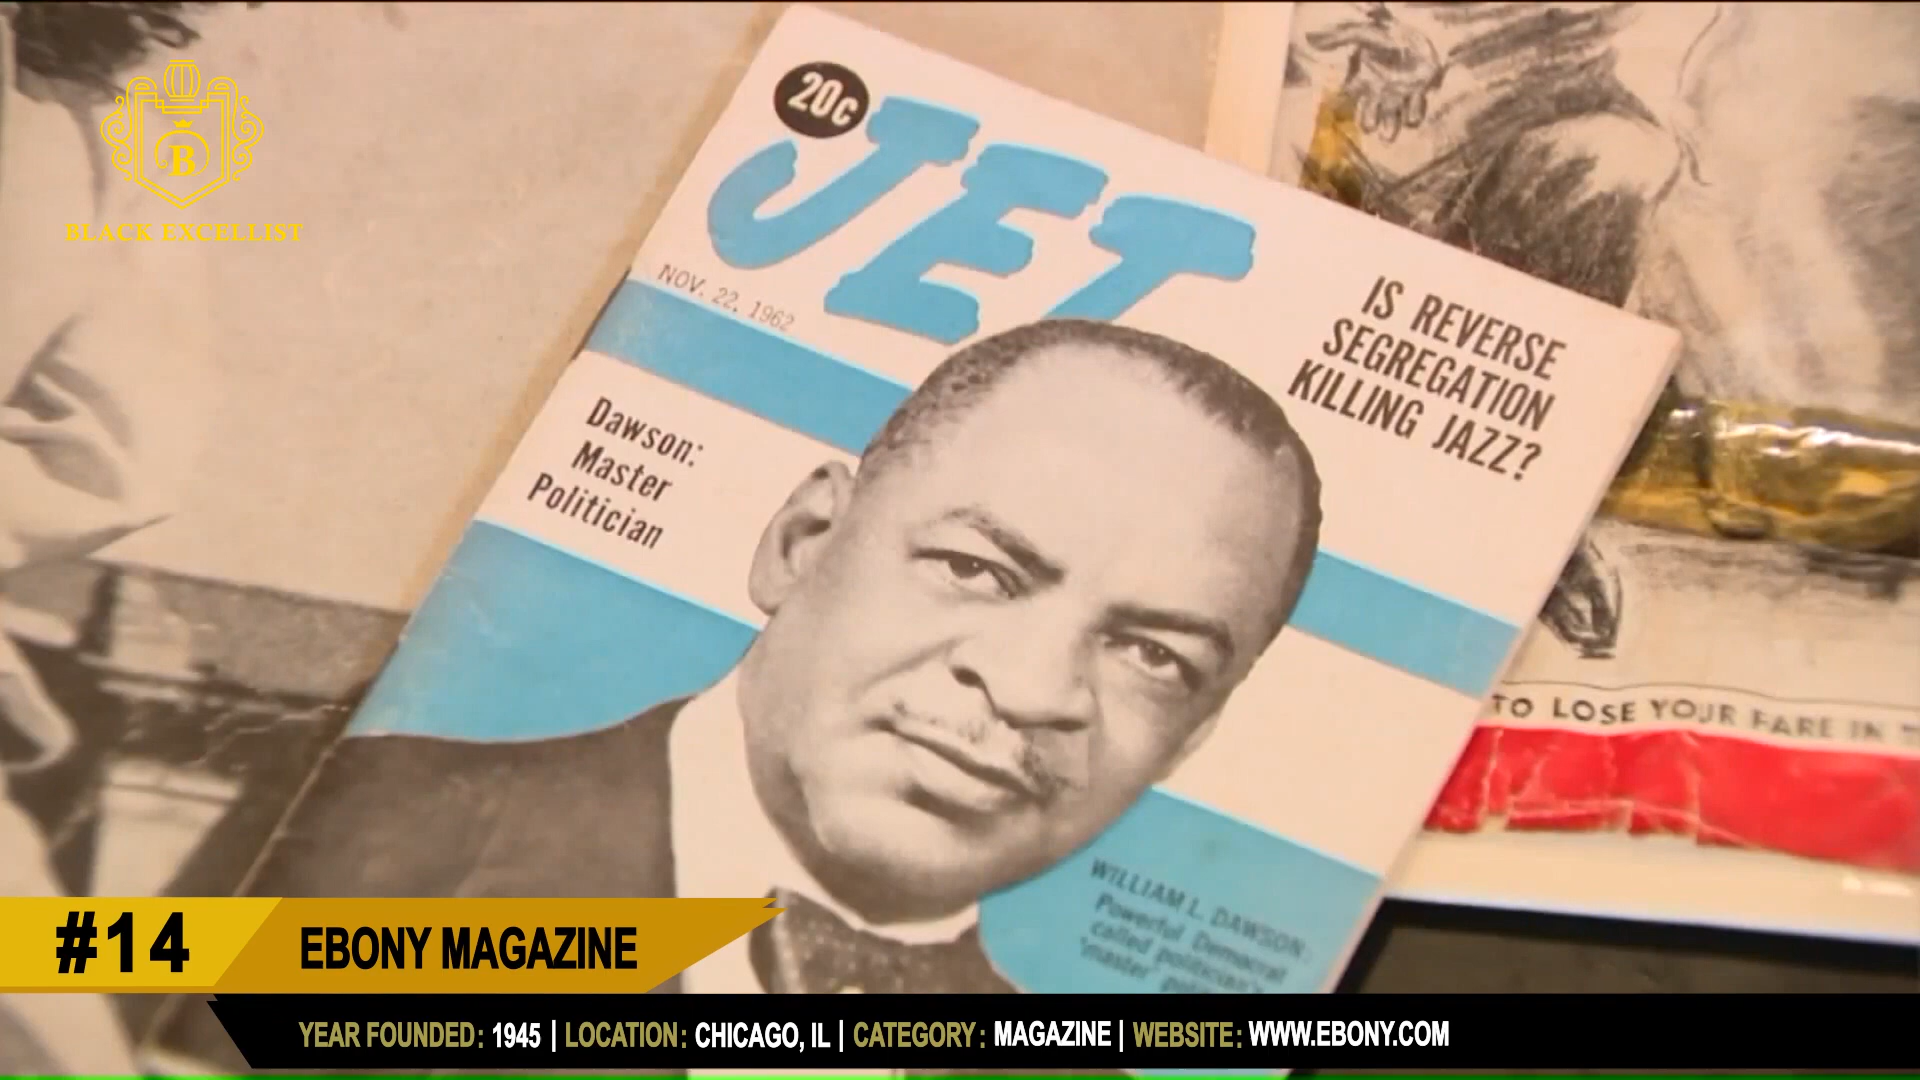 B
BLACK EXCELLIST
20c
JET
NOV. 22, 1962
IS REVERSE
SEGREGATION
KILLING JAZZ?
Dawson:
Master
Politician
WILLIAM L. DAWSON:
Powerful Democrat
called politician's
'master'
TO LOSE YOUR FARE IN
#14
EBONY MAGAZINE
YEAR FOUNDED: 1945 | LOCATION: CHICAGO, IL | CATEGORY: MAGAZINE | WEBSITE: WWW.EBONY.COM